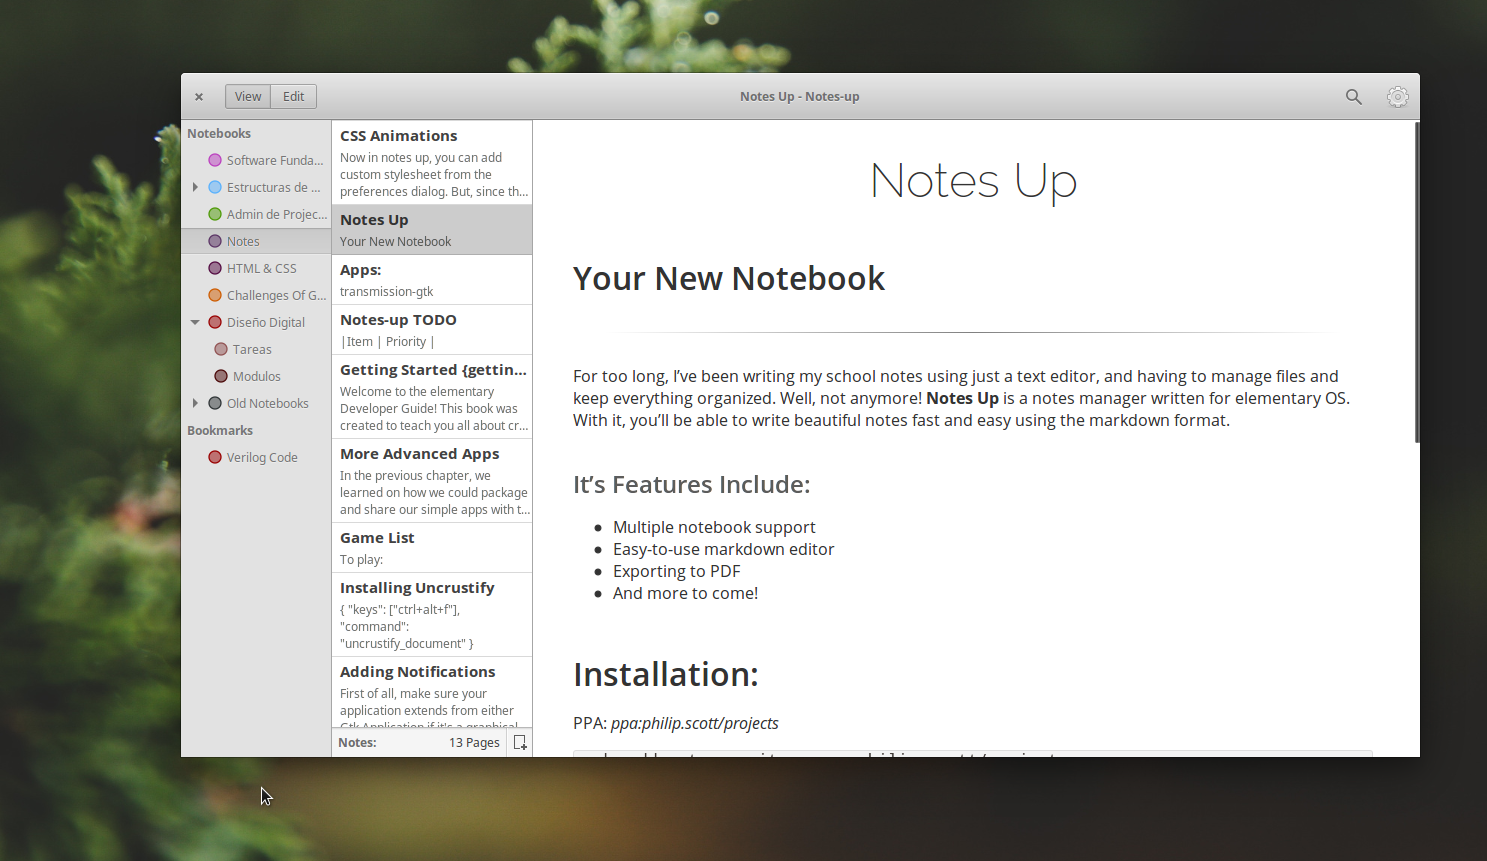 View Edit Notes Up - Notes-up
Notebooks
Software Funda...
Estructuras de ...
Admin de Projec...
Notes
HTML & CSS
Challenges Of G...
Diseño Digital
Tareas
Modulos
Old Notebooks
Bookmarks
Verilog Code
CSS Animations
Now in notes up, you can add
custom stylesheet from the
preferences dialog. But, since th...
Notes Up
Your New Notebook
Apps:
transmission-gtk
Notes-up TODO
|Item | Priority |
Getting Started {gettin...
Welcome to the elementary
Developer Guide! This book was
created to teach you all about cr...
More Advanced Apps
In the previous chapter, we
learned on how we could package
and share our simple apps with t...
Game List
To play:
Installing Uncrustify
{ "keys": ["ctrl+alt+f"],
"command":
"uncrustify_document" }
Adding Notifications
First of all, make sure your
application extends from either
Gtk.Application if it's a graphical
Notes: 13 Pages
Notes Up
Your New Notebook
For too long, I’ve been writing my school notes using just a text editor, and having to manage files and
keep everything organized. Well, not anymore! Notes Up is a notes manager written for elementary OS.
With it, you’ll be able to write beautiful notes fast and easy using the markdown format.
It’s Features Include:
Multiple notebook support
Easy-to-use markdown editor
Exporting to PDF
And more to come!
Installation:
PPA: ppa:philip.scott/projects